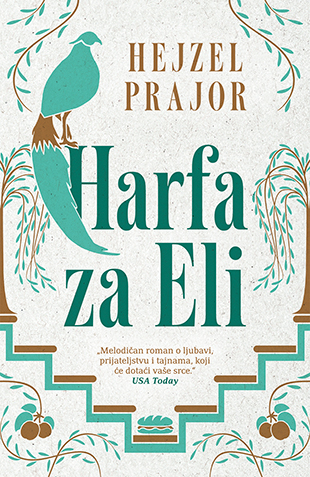 HEJZEL
PRAJOR
Harfa
za Eli
„Melodičan roman o ljubavi,
prijateljstvu i tajnama, koji
će dotaći vaše srce.“
USA Today